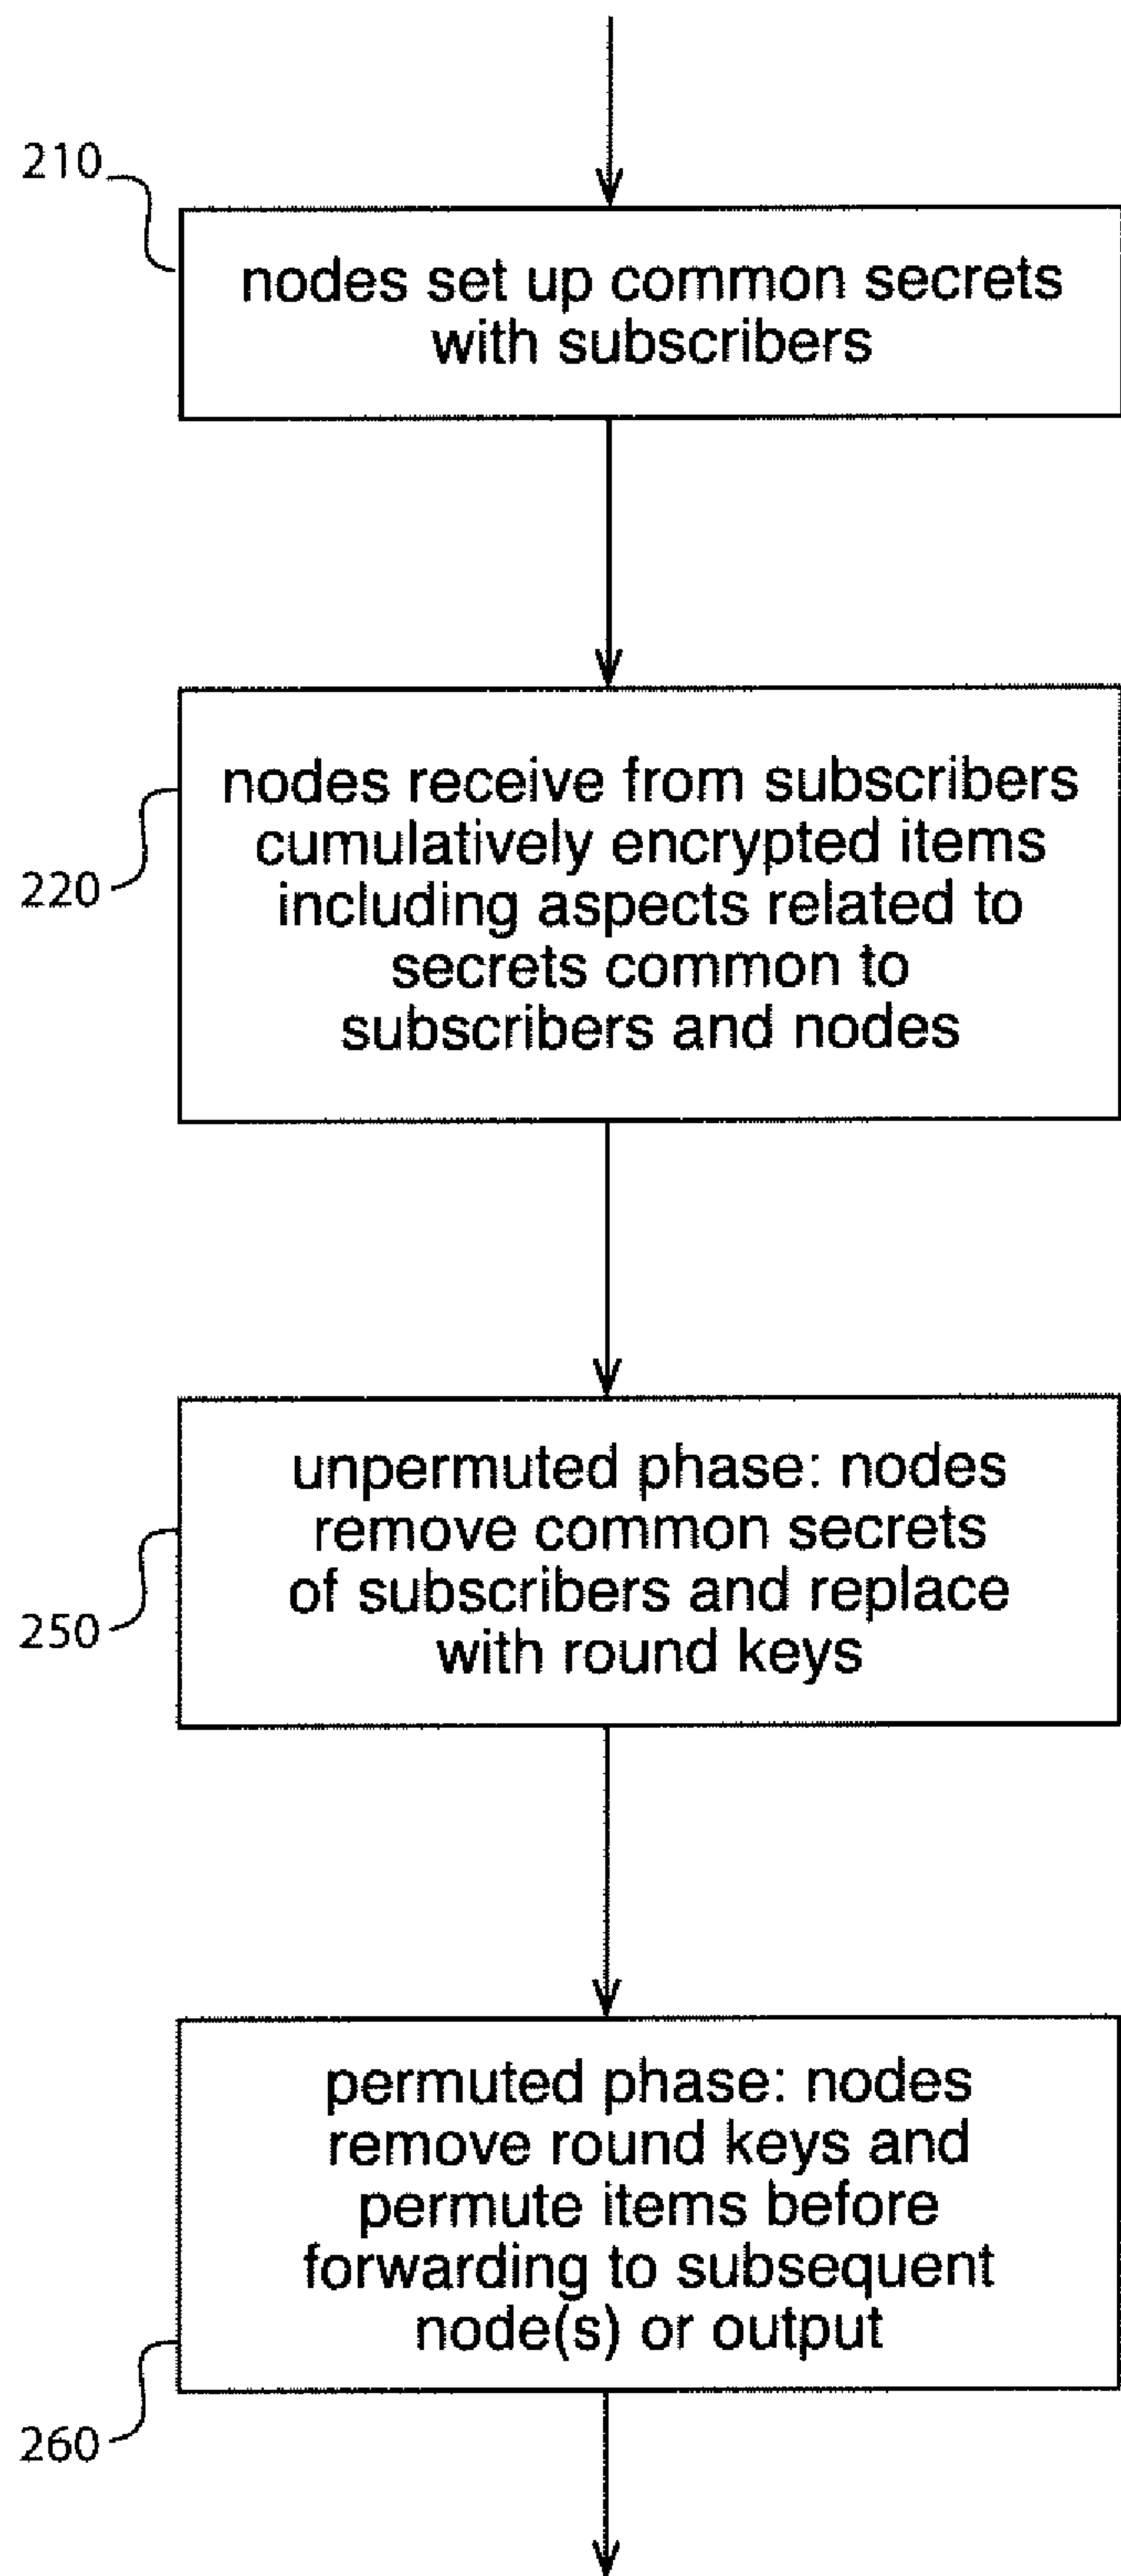 210
nodes set up common secrets
with subscribers
220
nodes receive from subscribers
cumulatively encrypted items
including aspects related to
secrets common to
subscribers and nodes
250
unpermuted phase: nodes
remove common secrets
of subscribers and replace
with round keys
260
permuted phase: nodes
remove round keys and
permute items before
forwarding to subsequent
node(s) or output